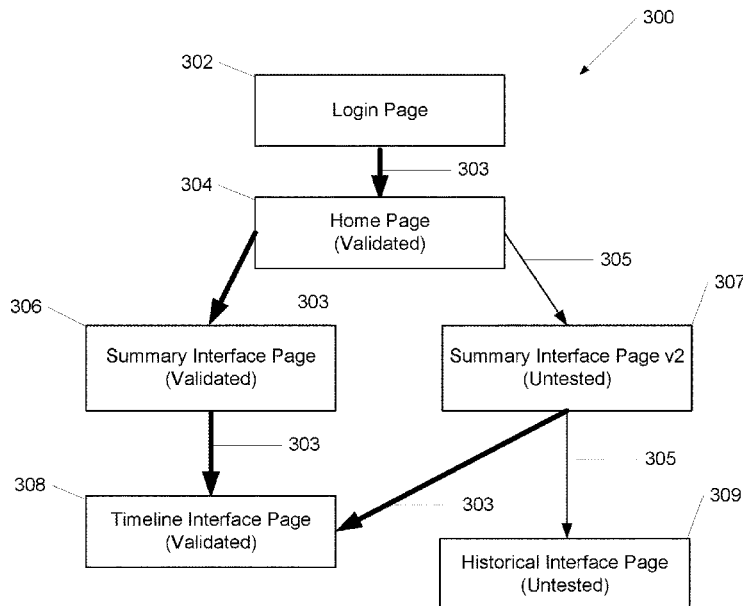 300
302
Login Page
303
304
Home Page
(Validated)
305
303
306
307
Summary Interface Page
(Validated)
Summary Interface Page v2
(Untested)
303
305
308
303
309
Timeline Interface Page
(Validated)
Historical Interface Page
(Untested)